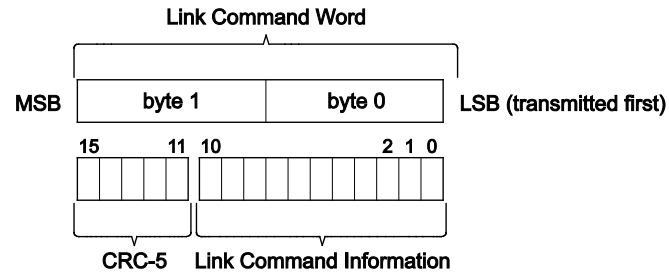 Link Command Word
MSB byte 1 byte 0 LSB (transmitted first)
15 11 10 2 1 0
CRC-5 Link Command Information